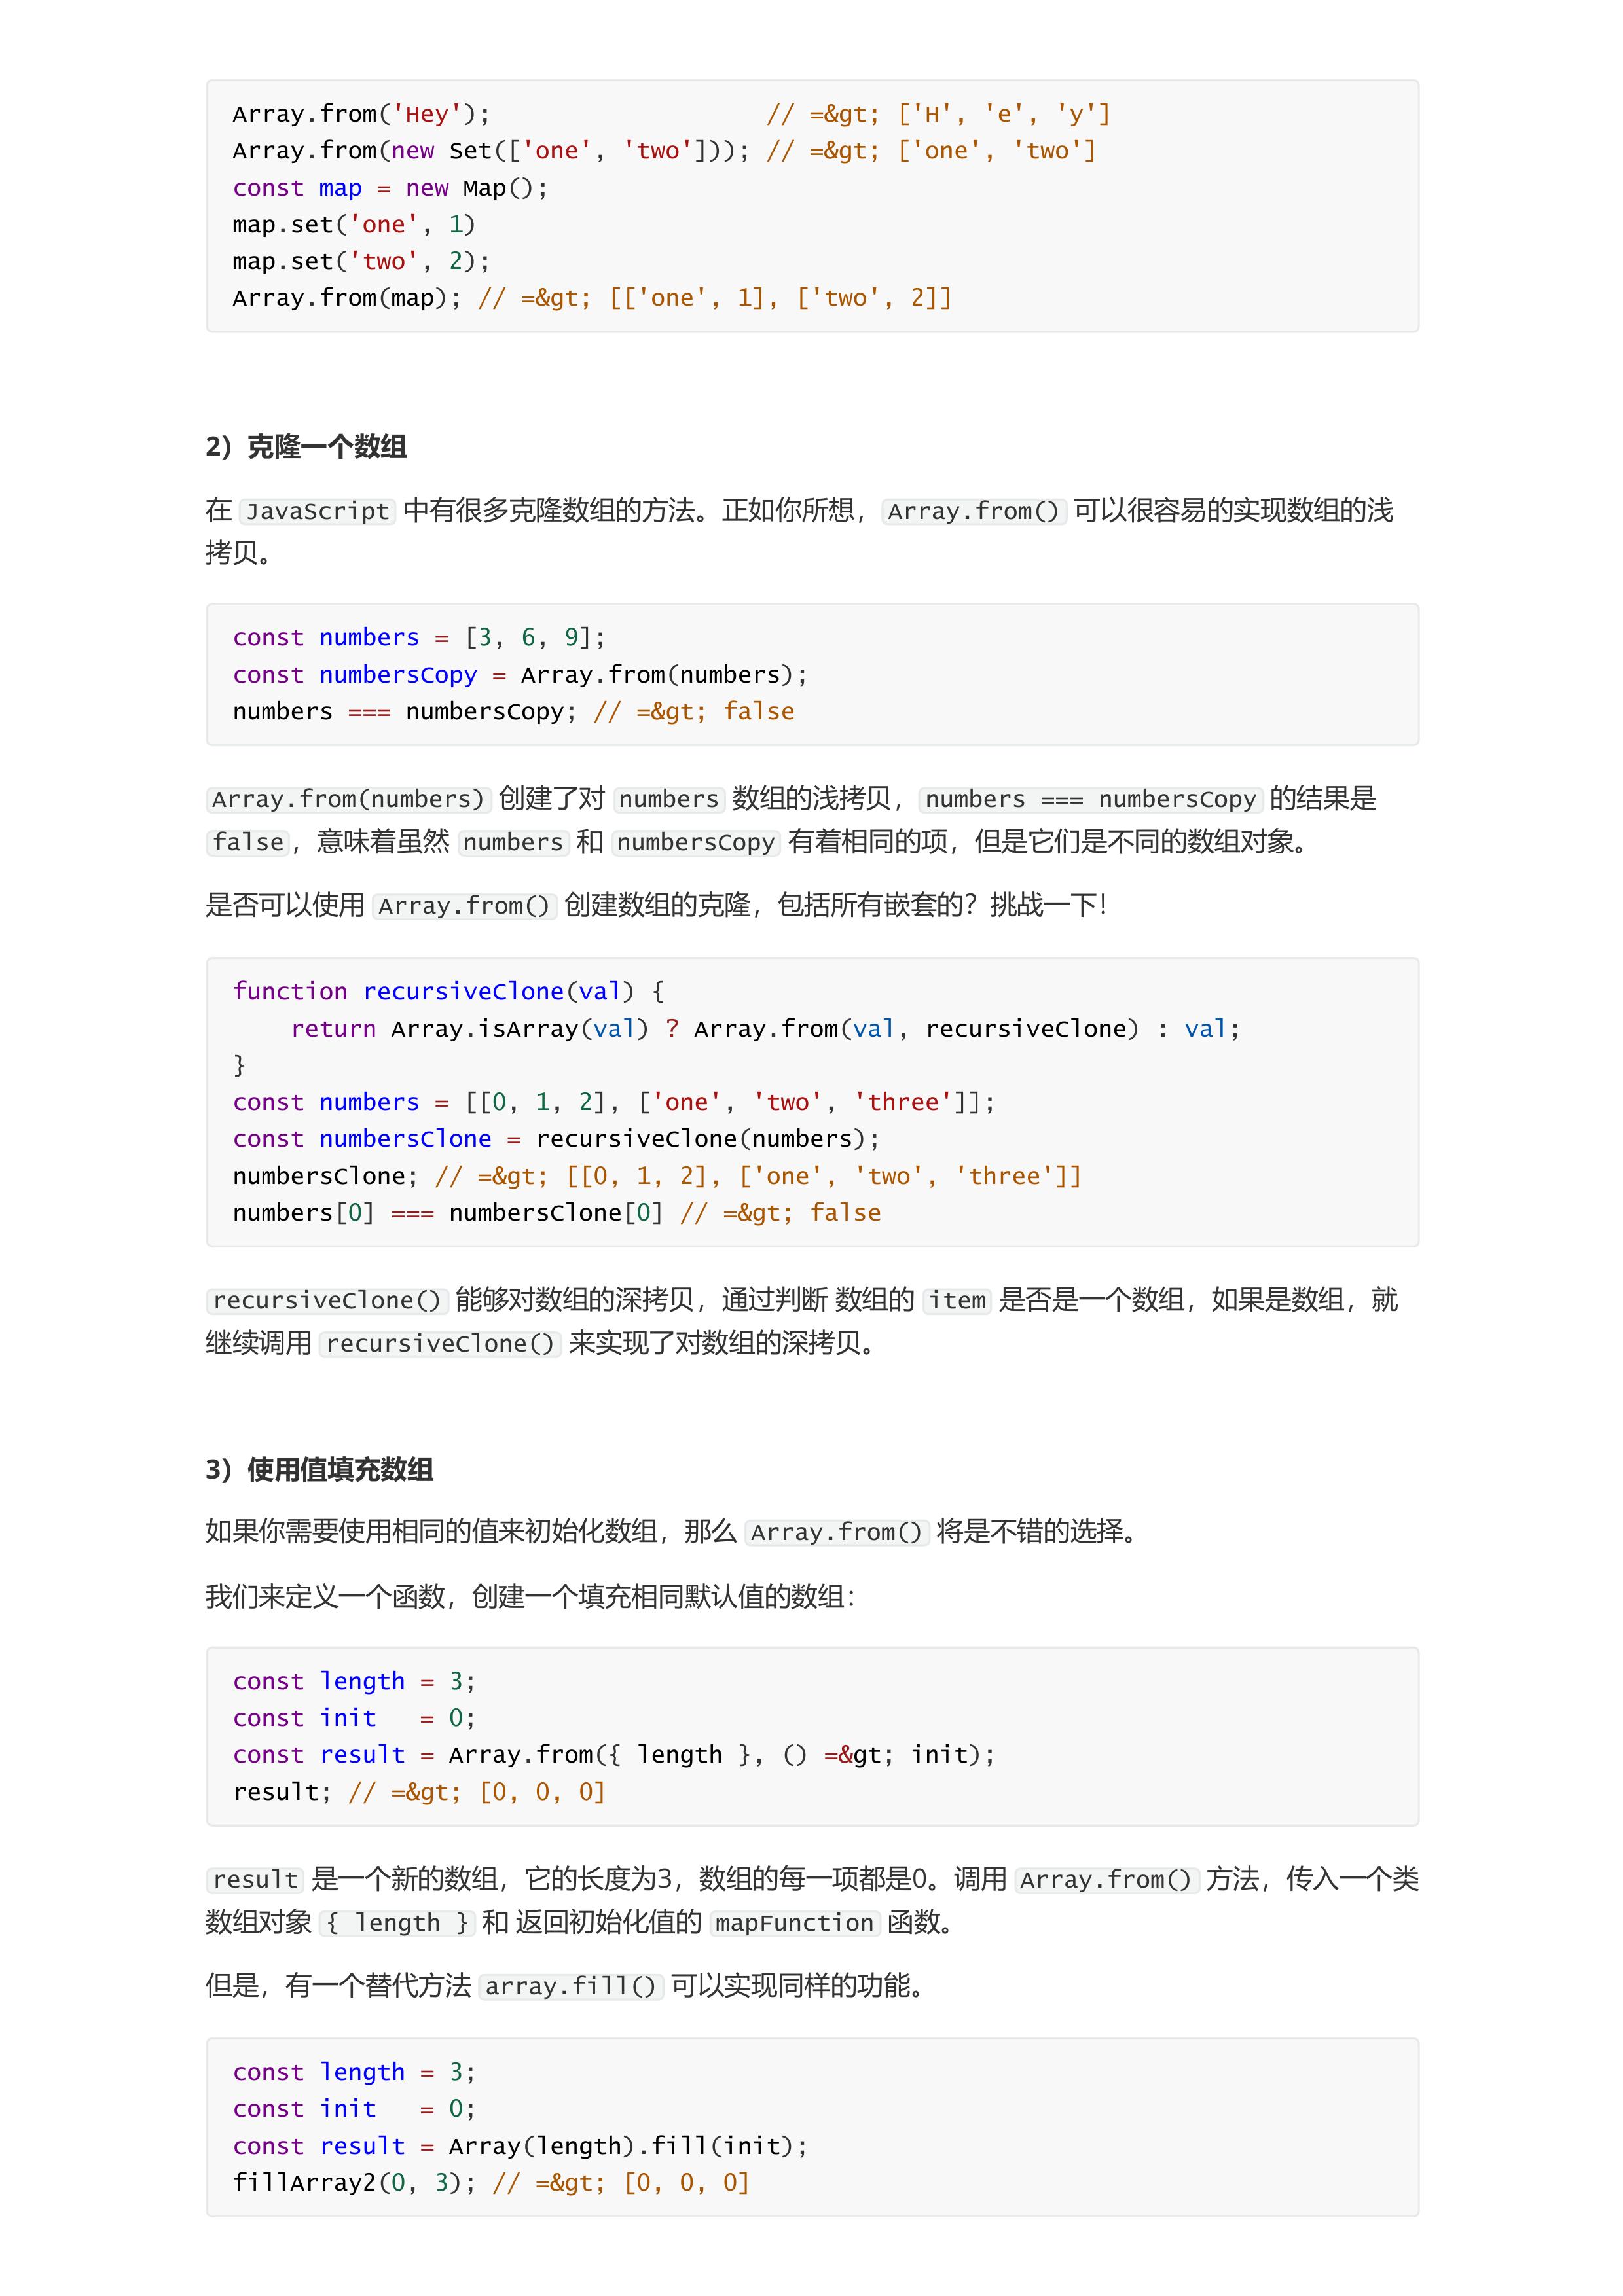 Array.from('Hey');                   // =&gt; ['H', 'e', 'y']
Array.from(new Set(['one', 'two'])); // =&gt; ['one', 'two']
const map = new Map();
map.set('one', 1)
map.set('two', 2);
Array.from(map); // =&gt; [['one', 1], ['two', 2]]
2）克隆一个数组
在 JavaScript 中有很多克隆数组的方法。正如你所想，Array.from() 可以很容易的实现数组的浅
拷贝。
const numbers = [3, 6, 9];
const numbersCopy = Array.from(numbers);
numbers === numbersCopy; // =&gt; false
Array.from(numbers) 创建了对 numbers 数组的浅拷贝，numbers === numbersCopy 的结果是
false，意味着虽然 numbers 和 numbersCopy 有着相同的项，但是它们是不同的数组对象。
是否可以使用 Array.from() 创建数组的克隆，包括所有嵌套的？挑战一下！
function recursiveClone(val) {
    return Array.isArray(val) ? Array.from(val, recursiveClone) : val;
}
const numbers = [[0, 1, 2], ['one', 'two', 'three']];
const numbersClone = recursiveClone(numbers);
numbersClone; // =&gt; [[0, 1, 2], ['one', 'two', 'three']]
numbers[0] === numbersClone[0] // =&gt; false
recursiveClone() 能够对数组的深拷贝，通过判断 数组的 item 是否是一个数组，如果是数组，就
继续调用 recursiveClone() 来实现了对数组的深拷贝。
3）使用值填充数组
如果你需要使用相同的值来初始化数组，那么 Array.from() 将是不错的选择。
我们来定义一个函数，创建一个填充相同默认值的数组：
const length = 3;
const init   = 0;
const result = Array.from({ length }, () =&gt; init);
result; // =&gt; [0, 0, 0]
result 是一个新的数组，它的长度为3，数组的每一项都是0。调用 Array.from() 方法，传入一个类
数组对象 { length } 和 返回初始化值的 mapFunction 函数。
但是，有一个替代方法 array.fill() 可以实现同样的功能。
const length = 3;
const init   = 0;
const result = Array(length).fill(init);
fillArray2(0, 3); // =&gt; [0, 0, 0]